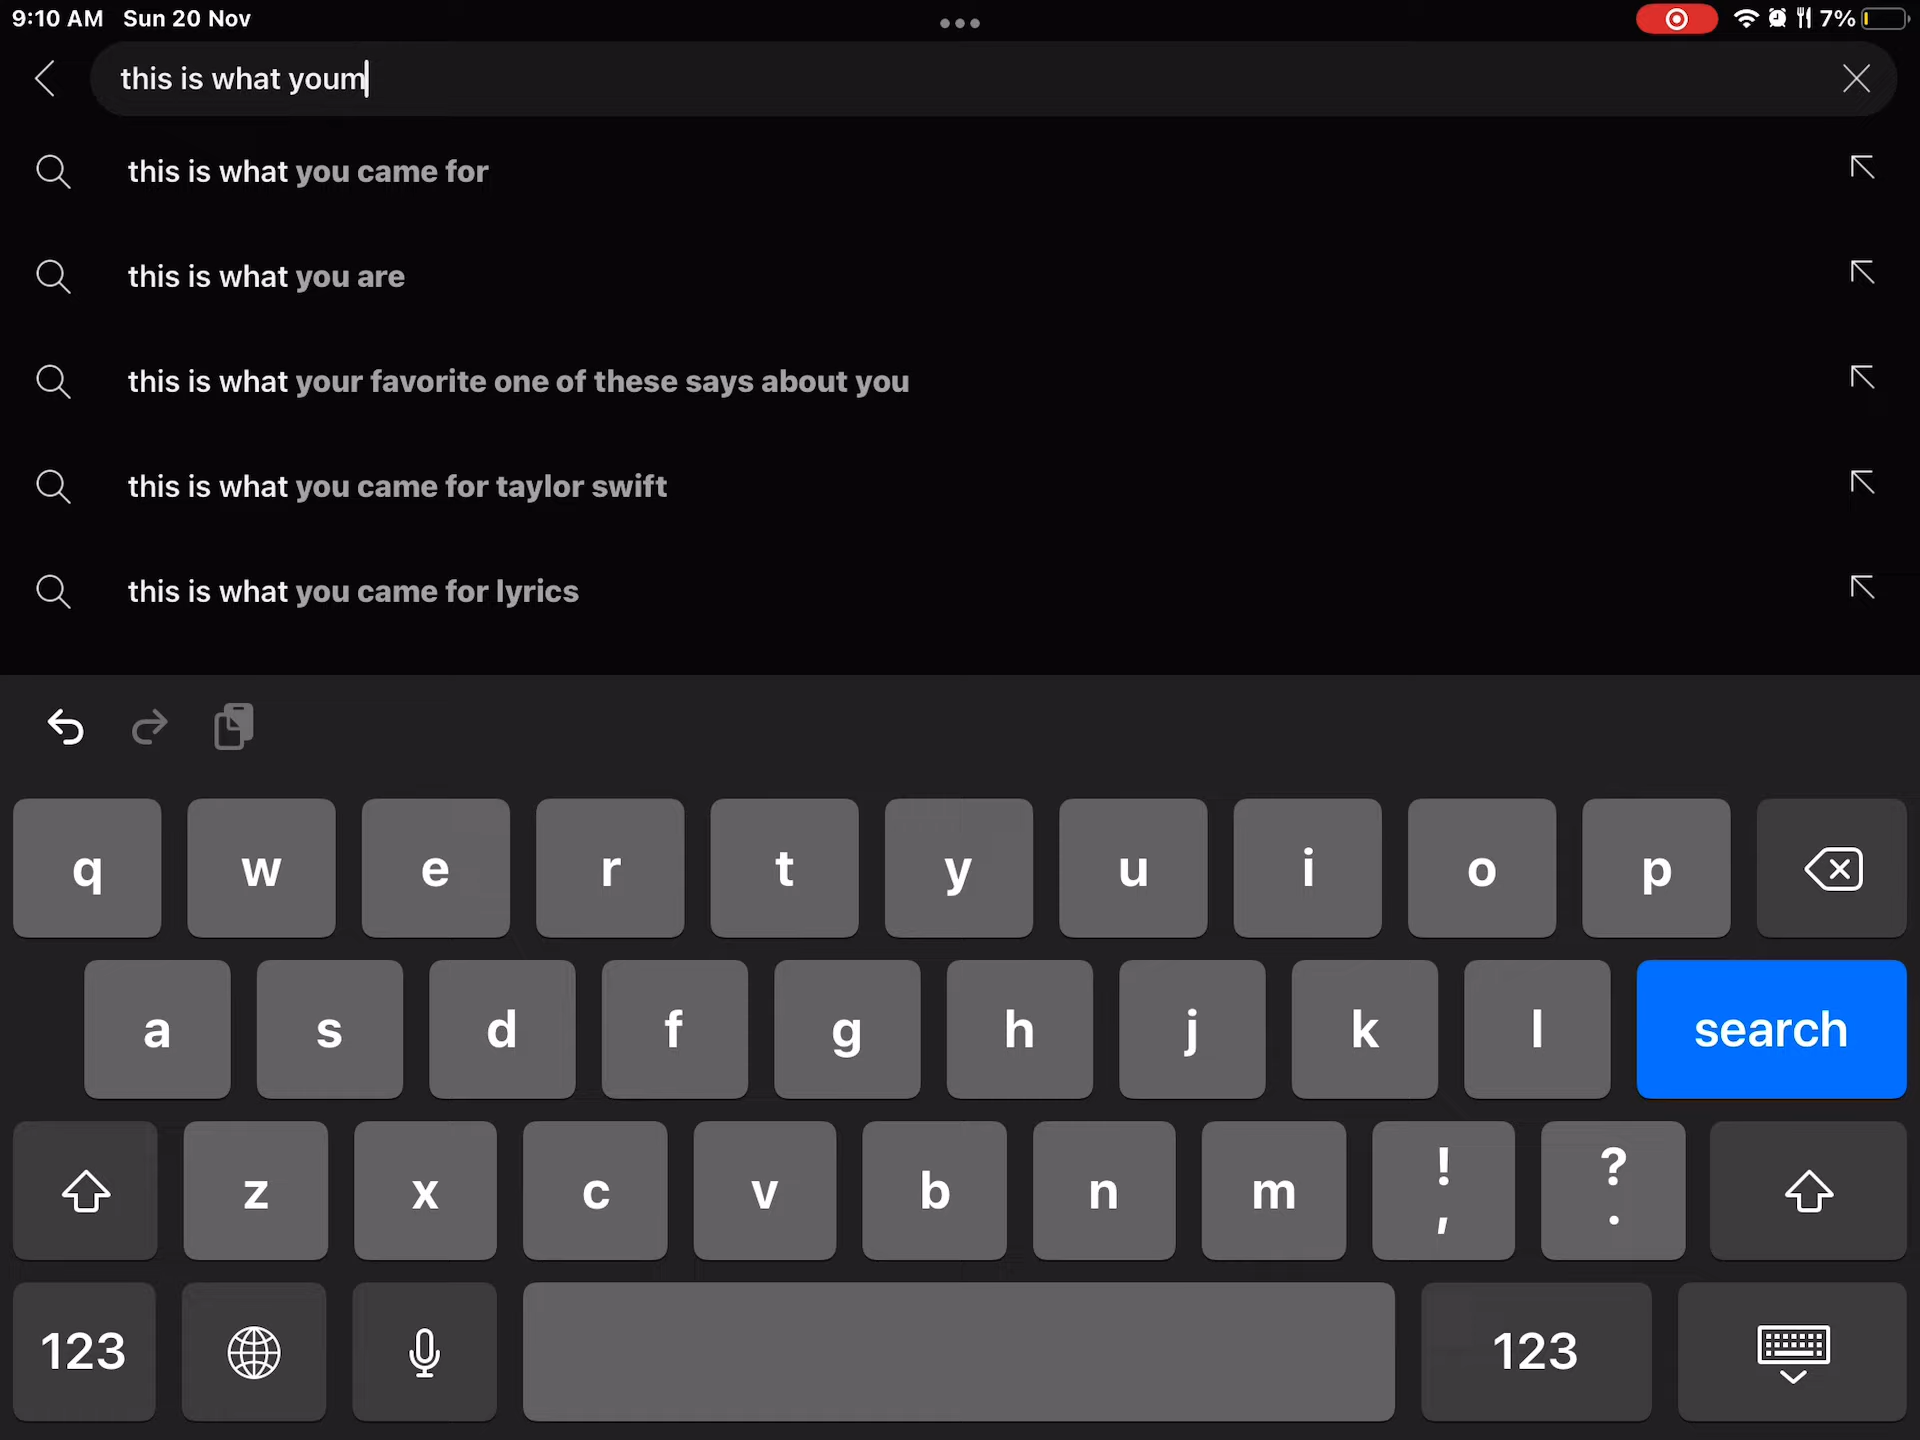 9:10 AM Sun 20 Nov
7%
this is what youm
this is what you came for
this is what you are
this is what your favorite one of these says about you
this is what you came for taylor swift
this is what you came for lyrics
q w e r t y u i o p
a s d f g h j k l search
z x c v b n m ! , ? .
123 123